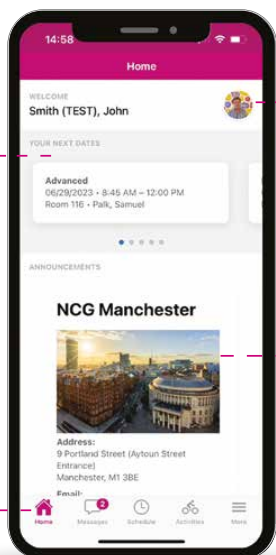 14:58
Home
WELCOME
Smith (TEST), John
YOUR NEXT DATES
Advanced
06/29/2023 • 8:45 AM – 12:00 PM
Room 116 • Palk, Samuel
ANNOUNCEMENTS
NCG Manchester
Address:
9 Portland Street (Aytoun Street
Entrance)
Manchester, M1 3BE
Email:
2
Home Messages Schedule Activities More